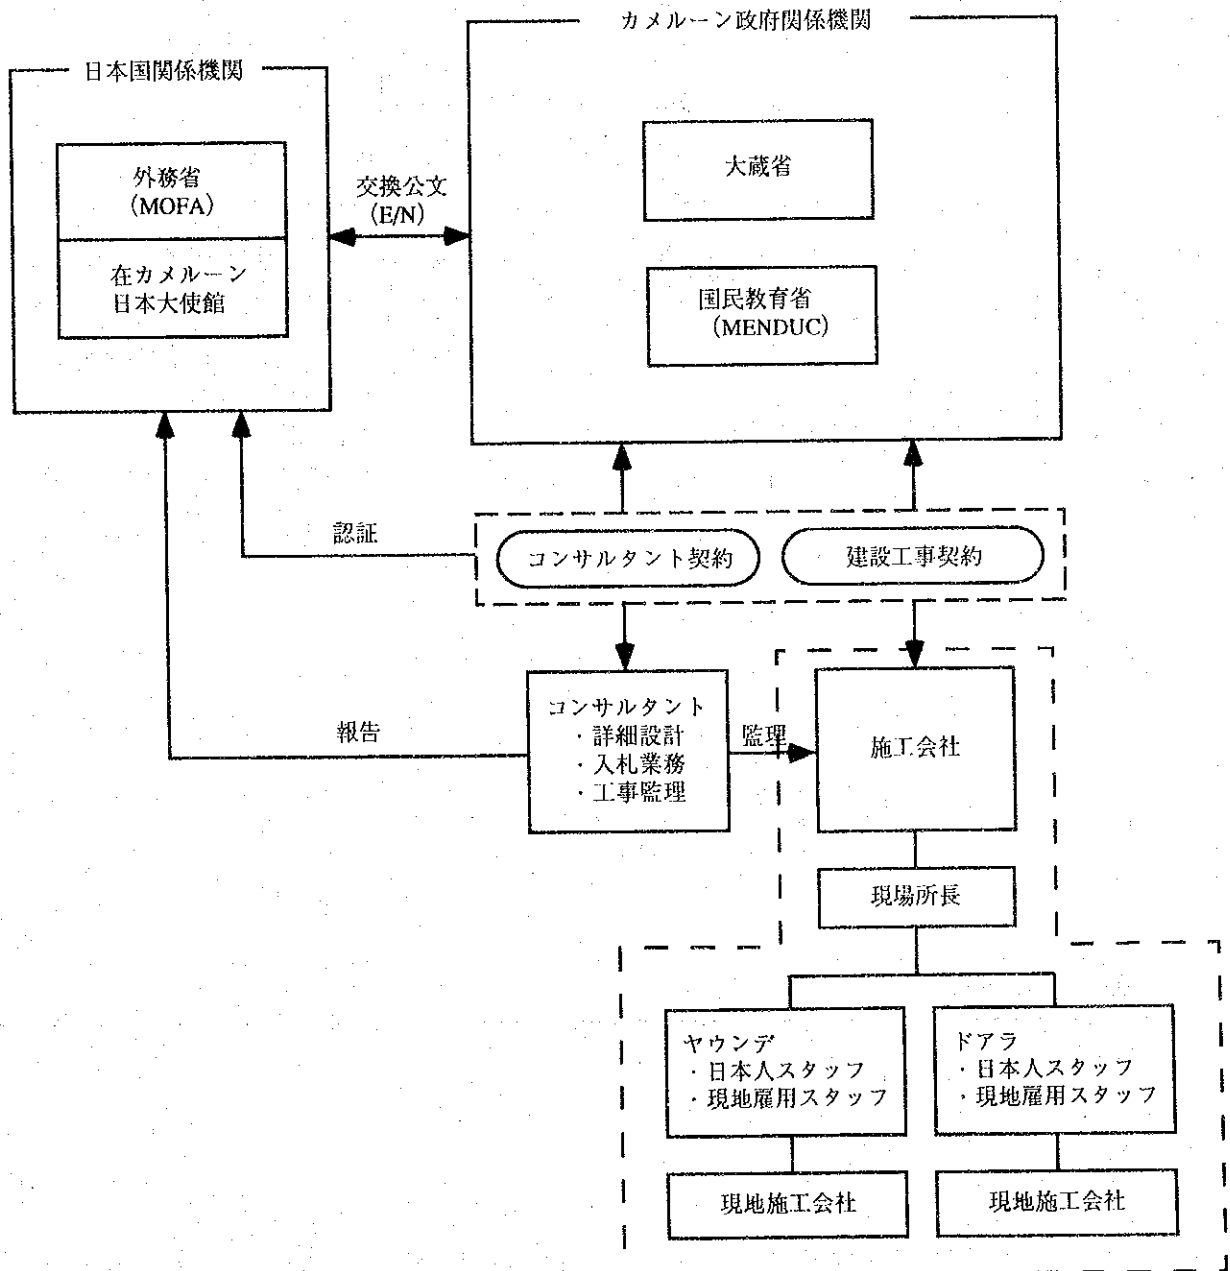 カメルーン政府関係機関
日本国関係機関
大蔵省
外務省
(MOFA)
交換公文
(E/N)
在カメルーン
日本大使館
国民教育省
(MENDUC)
認証
コンサルタント契約
建設工事契約
コンサルタント
・詳細設計
・入札業務
・工事監理
報告
監理
施工会社
現場所長
ヤウンデ
・日本人スタッフ
・現地雇用スタッフ
ドアラ
・日本人スタッフ
・現地雇用スタッフ
現地施工会社
現地施工会社